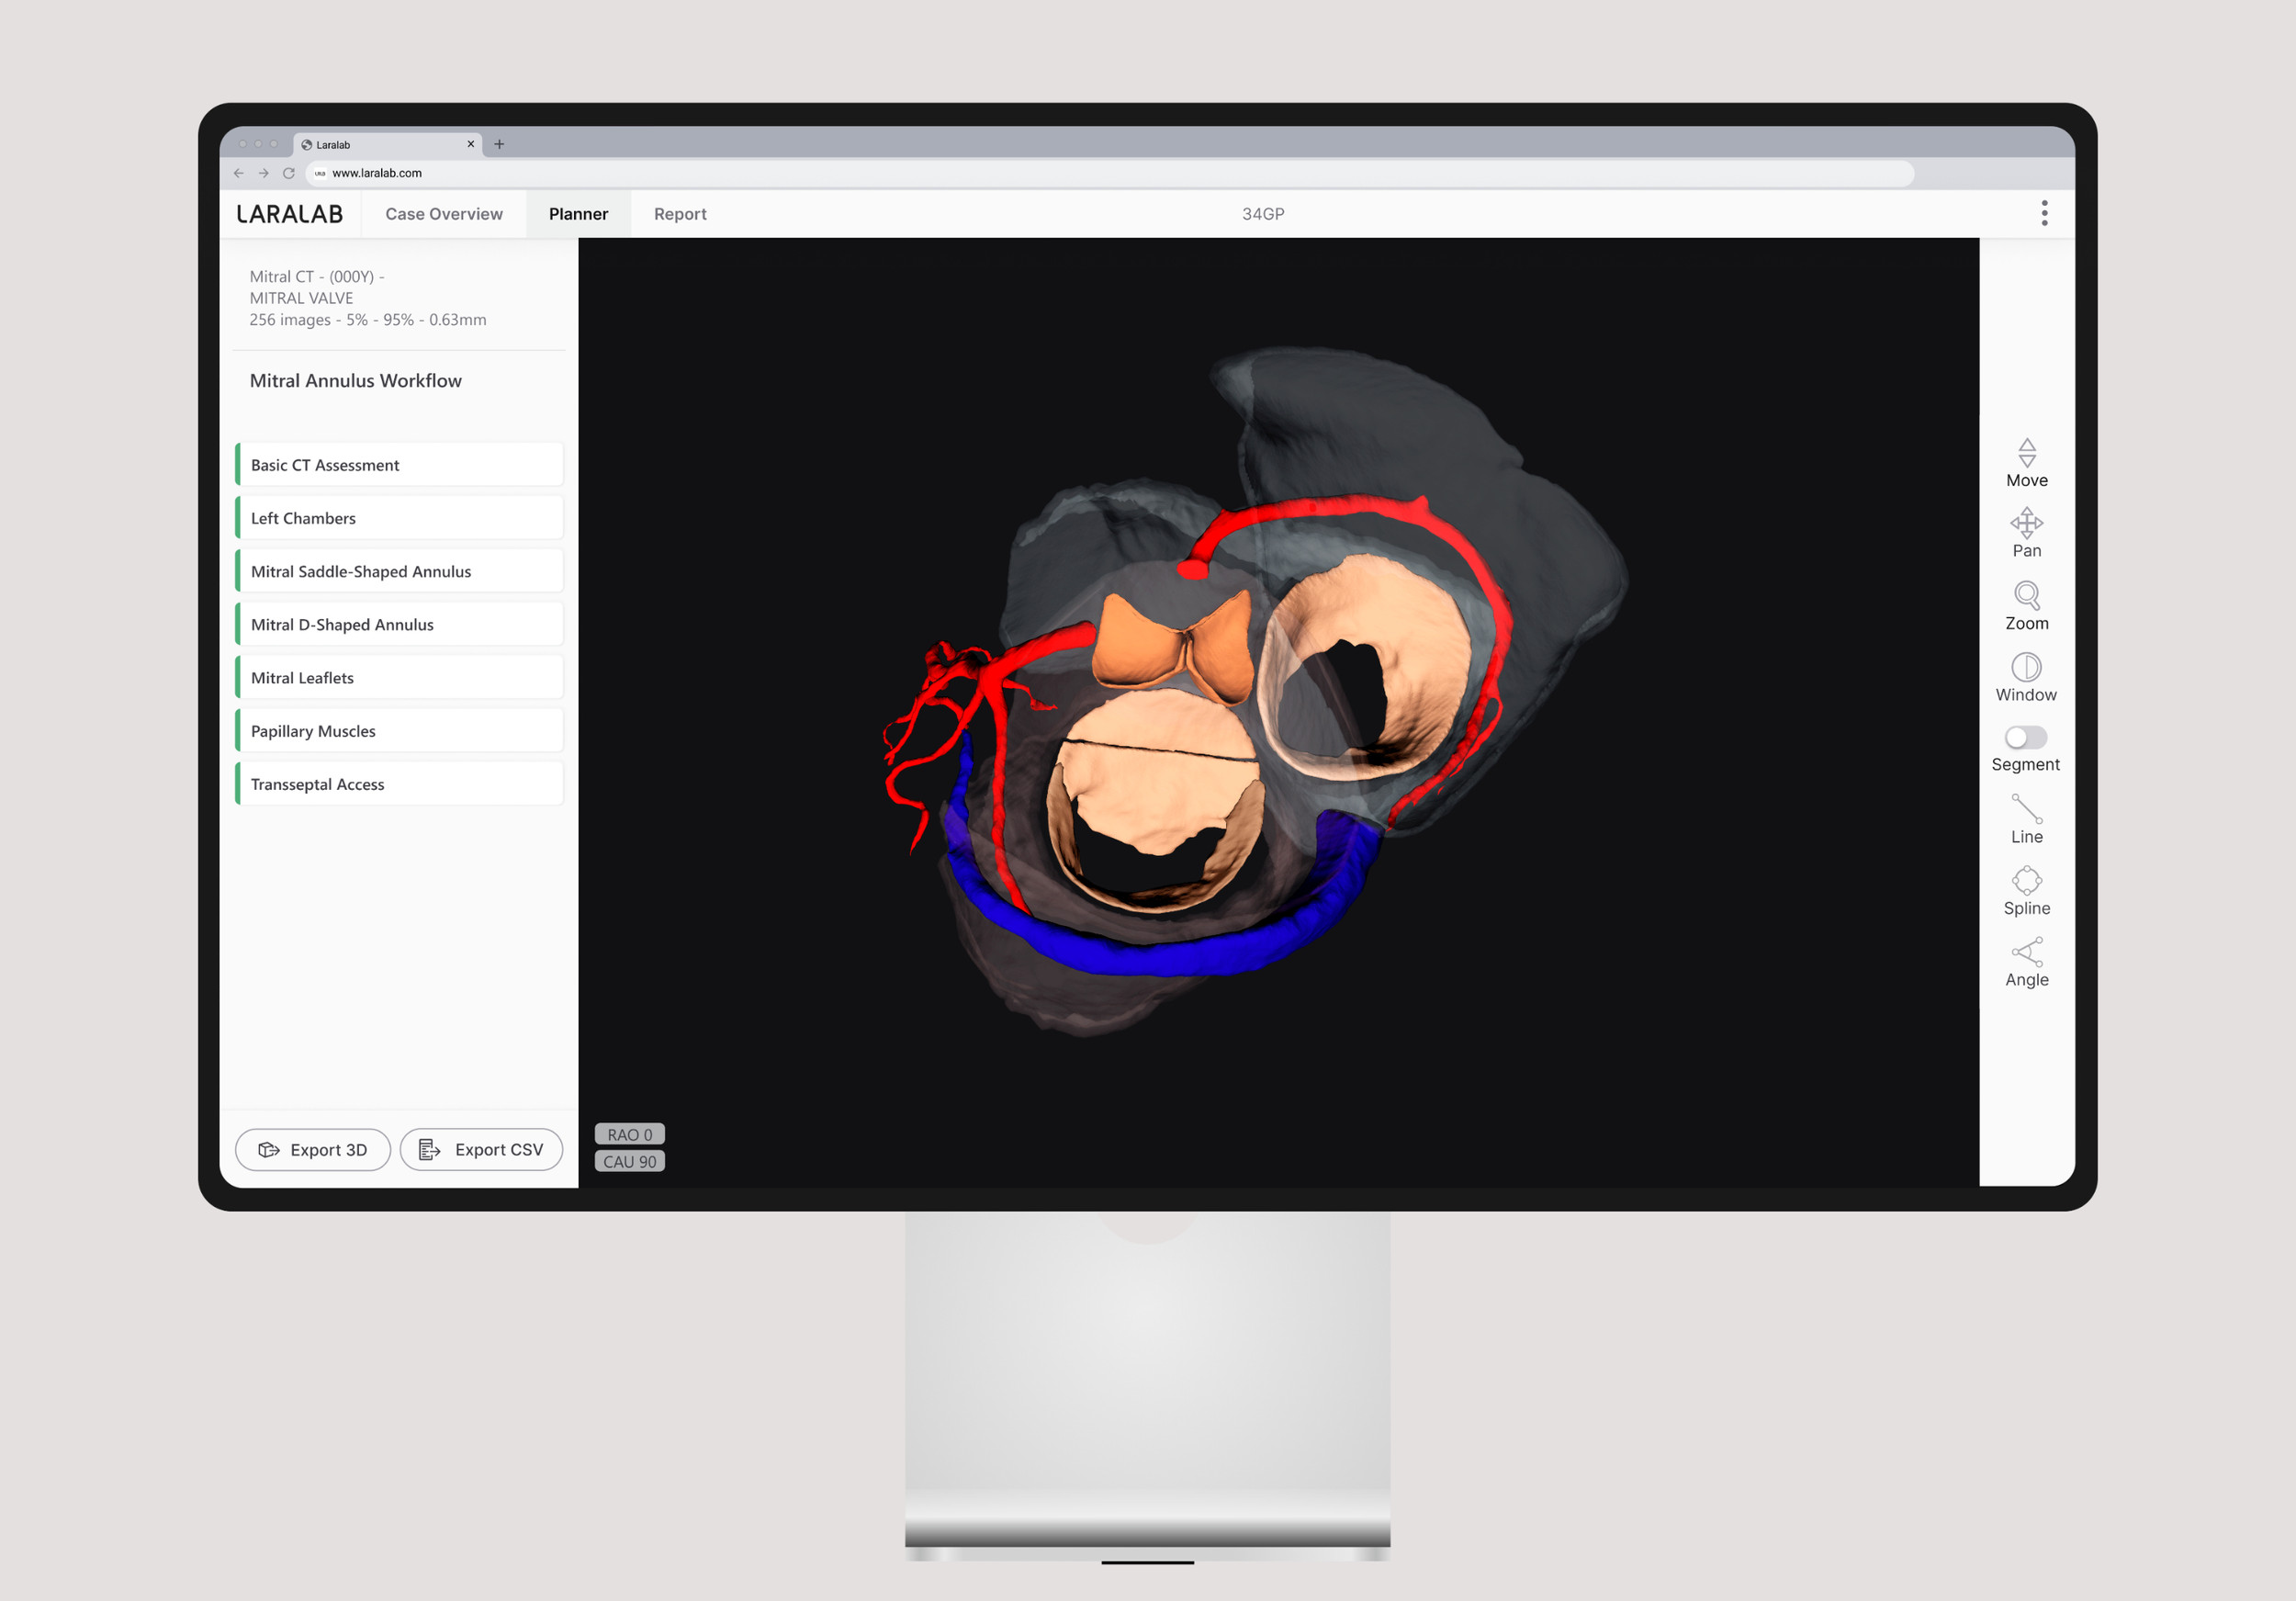 Laralab
www.laralab.com
LARALAB
Case Overview
Planner
Report
34GP
Mitral CT - (000Y) -
MITRAL VALVE
256 images - 5% - 95% - 0.63mm
Mitral Annulus Workflow
Basic CT Assessment
Left Chambers
Mitral Saddle-Shaped Annulus
Mitral D-Shaped Annulus
Mitral Leaflets
Papillary Muscles
Transseptal Access
Export 3D
Export CSV
RAO 0
CAU 90
Move
Pan
Zoom
Window
Segment
Line
Spline
Angle